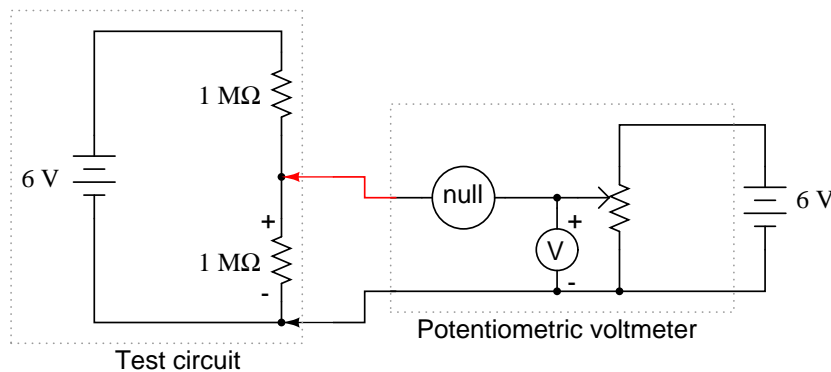 1 MΩ
6 V
+
1 MΩ
-
Test circuit
null
+
V
-
6 V
Potentiometric voltmeter